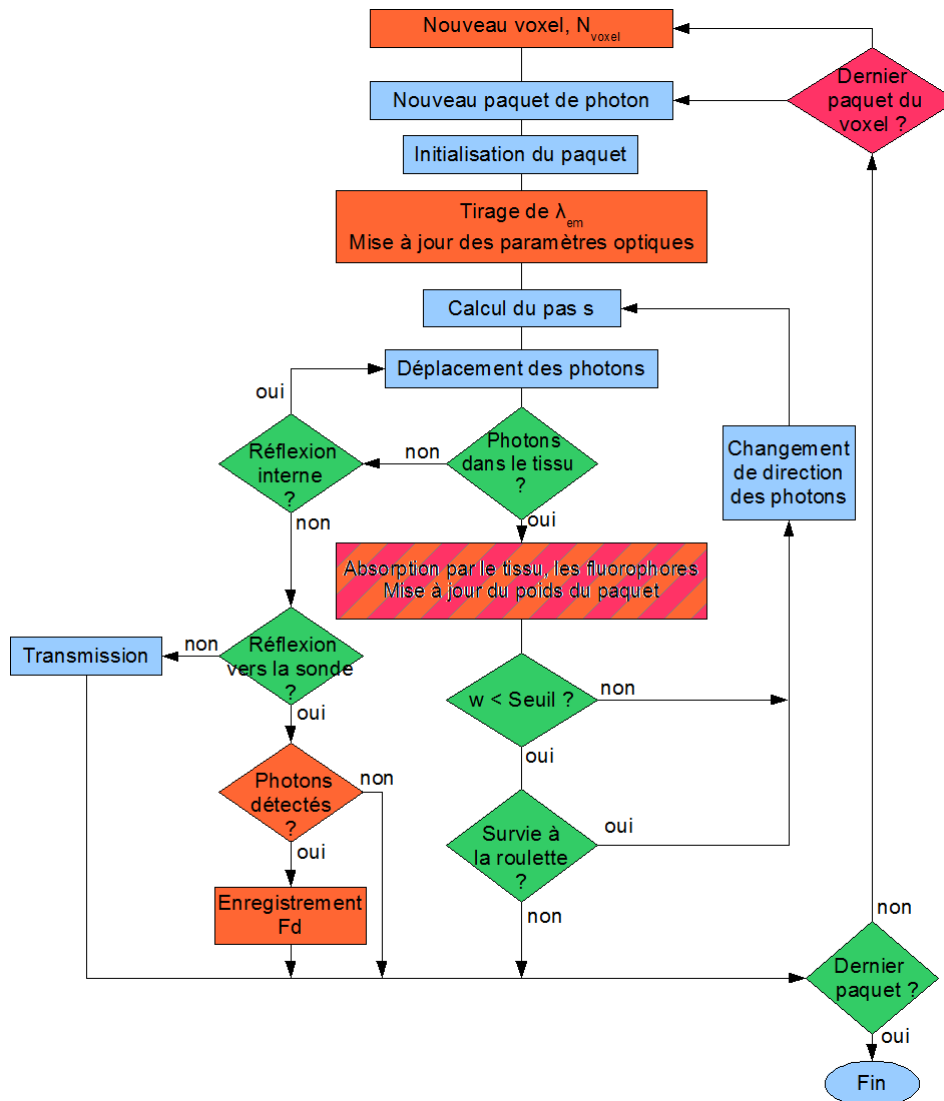 Nouveau voxel, Nvoxel
Dernier
paquet du
voxel ?
Nouveau paquet de photon
Initialisation du paquet
Tirage de λem
Mise à jour des paramètres optiques
Calcul du pas s
Déplacement des photons
oui
Réflexion
interne
?
non
Photons
dans le tissu
?
Changement
de direction
des photons
non
oui
Absorption par le tissu, les fluorophores
Mise à jour du poids du paquet
Transmission
non
Réflexion
vers la sonde
?
oui
w < Seuil ?
non
oui
Photons
détectés
?
non
oui
Survie à
la roulette
?
oui
non
Enregistrement
Fd
non
Dernier
paquet ?
oui
Fin